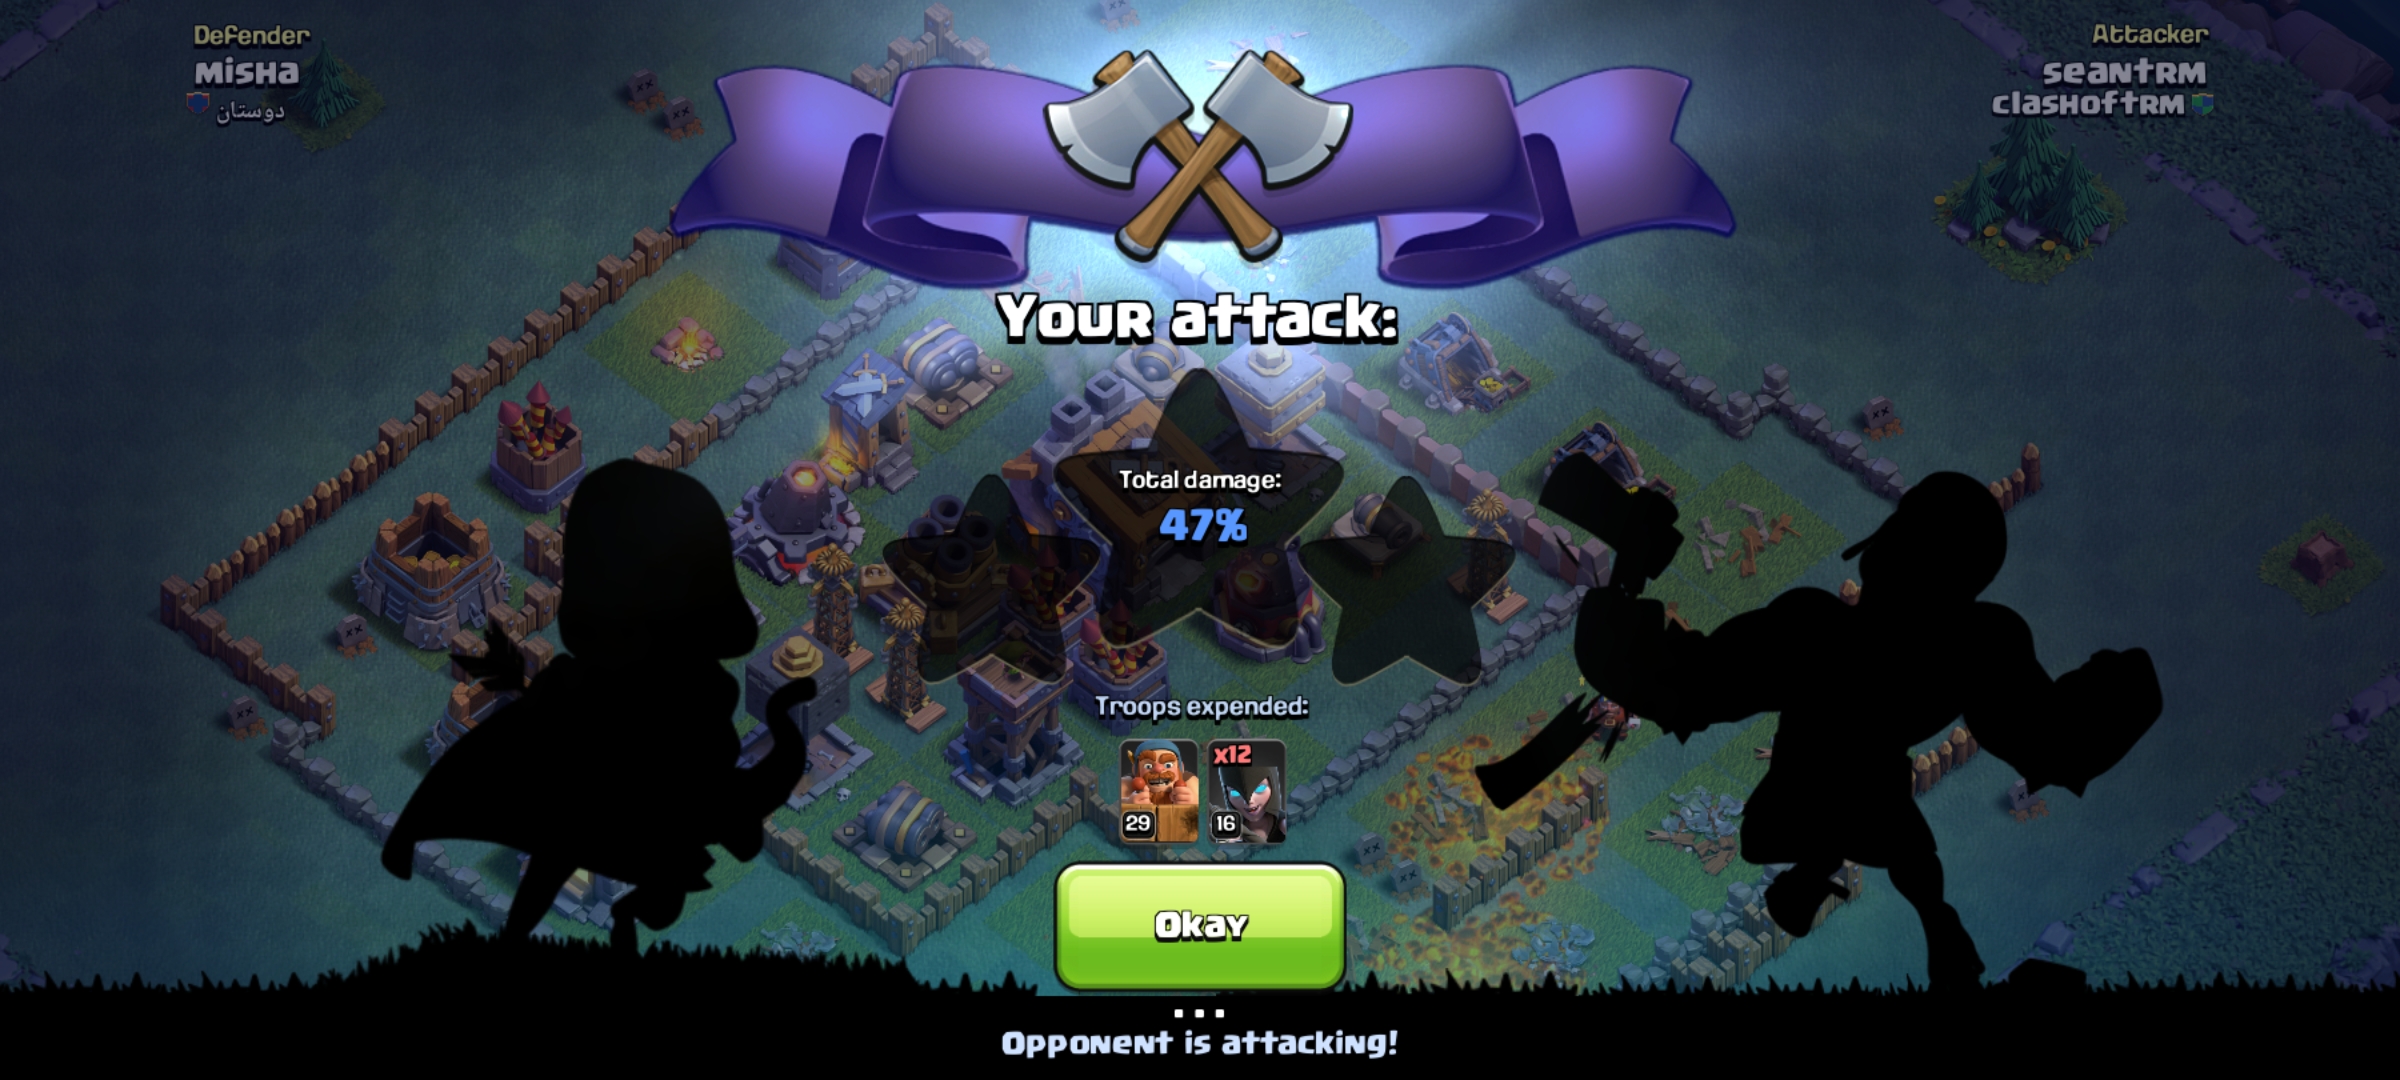 Defender
Misha
دوستان
Attacker
seantRM
clashoftRM
Your attack:
Total damage:
47%
Troops expended:
x12
29
16
Okay
...
Opponent is attacking!